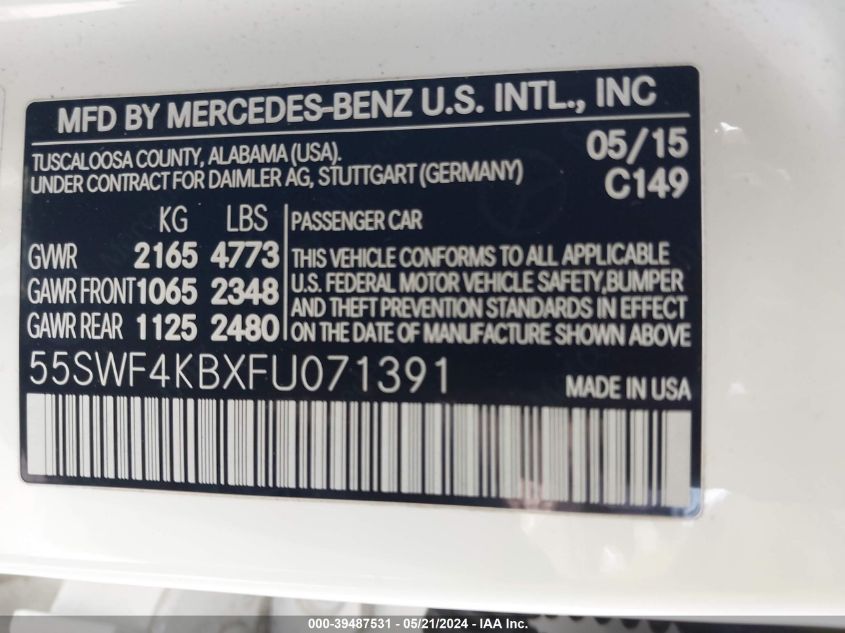 MFD BY MERCEDES-BENZ U.S. INTL., INC
TUSCALOOSA COUNTY, ALABAMA (USA).
UNDER CONTRACT FOR DAIMLER AG, STUTTGART (GERMANY)
05/15
C149
KG LBS
GVWR 2165 4773
GAWR FRONT 1065 2348
GAWR REAR 1125 2480
PASSENGER CAR
THIS VEHICLE CONFORMS TO ALL APPLICABLE
U.S. FEDERAL MOTOR VEHICLE SAFETY,BUMPER
AND THEFT PREVENTION STANDARDS IN EFFECT
ON THE DATE OF MANUFACTURE SHOWN ABOVE.
55SWF4KBXFU071391
MADE IN USA
000-39487531 - 05/21/2024 - Copyright © 2024 IAA, Inc.